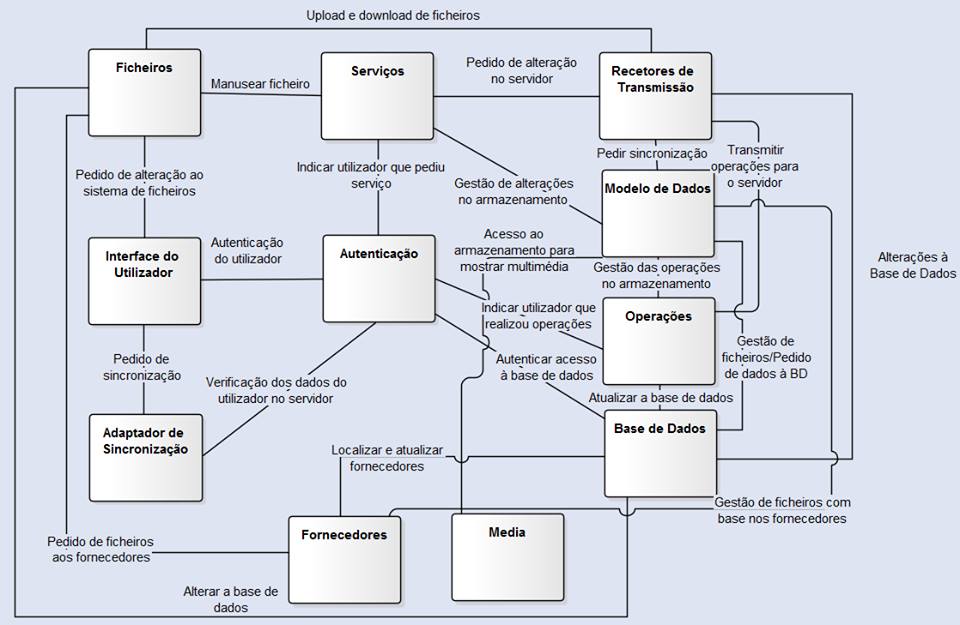 Upload e download de ficheiros
Ficheiros
Manusear ficheiro
Serviços
Pedido de alteração
no servidor
Recetores de
Transmissão
Pedido de alteração ao
sistema de ficheiros
Indicar utilizador que pediu
serviço
Gestão de alterações
no armazenamento
Pedir sincronização
Transmitir
operações para
o servidor
Modelo de Dados
Interface do
Utilizador
Autenticação
do utilizador
Autenticação
Acesso ao
armazenamento para
mostrar multimédia
Gestão das operações
no armazenamento
Alterações à
Base de Dados
Indicar utilizador que
realizou operações
Operações
Pedido de
sincronização
Verificação dos dados do
utilizador no servidor
Autenticar acesso
à base de dados
Gestão de
ficheiros/Pedido
de dados à BD
Atualizar a base de dados
Adaptador de
Sincronização
Base de Dados
Localizar e atualizar
fornecedores
Gestão de ficheiros com
base nos fornecedores
Fornecedores
Media
Pedido de ficheiros
aos fornecedores
Alterar a base de
dados